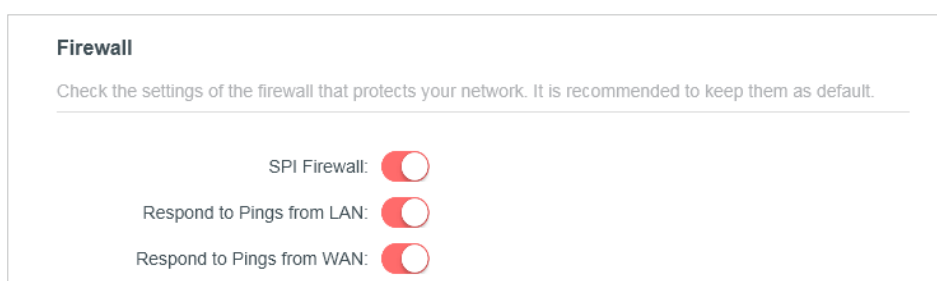 Firewall
Check the settings of the firewall that protects your network. It is recommended to keep them as default.
SPI Firewall:
Respond to Pings from LAN:
Respond to Pings from WAN: